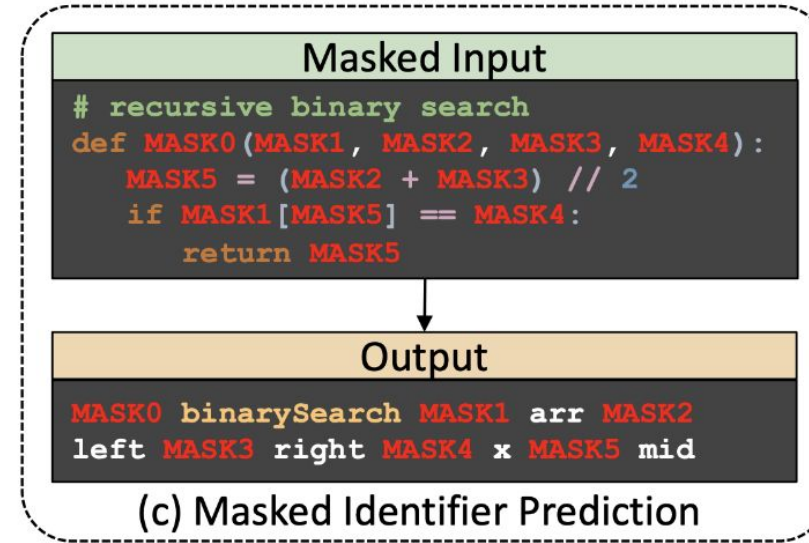 Masked Input
# recursive binary search
def MASK0(MASK1, MASK2, MASK3, MASK4):
MASK5 = (MASK2 + MASK3) // 2
if MASK1[MASK5] == MASK4:
return MASK5
Output
MASK0 binarySearch MASK1 arr MASK2
left MASK3 right MASK4 x MASK5 mid
(c) Masked Identifier Prediction